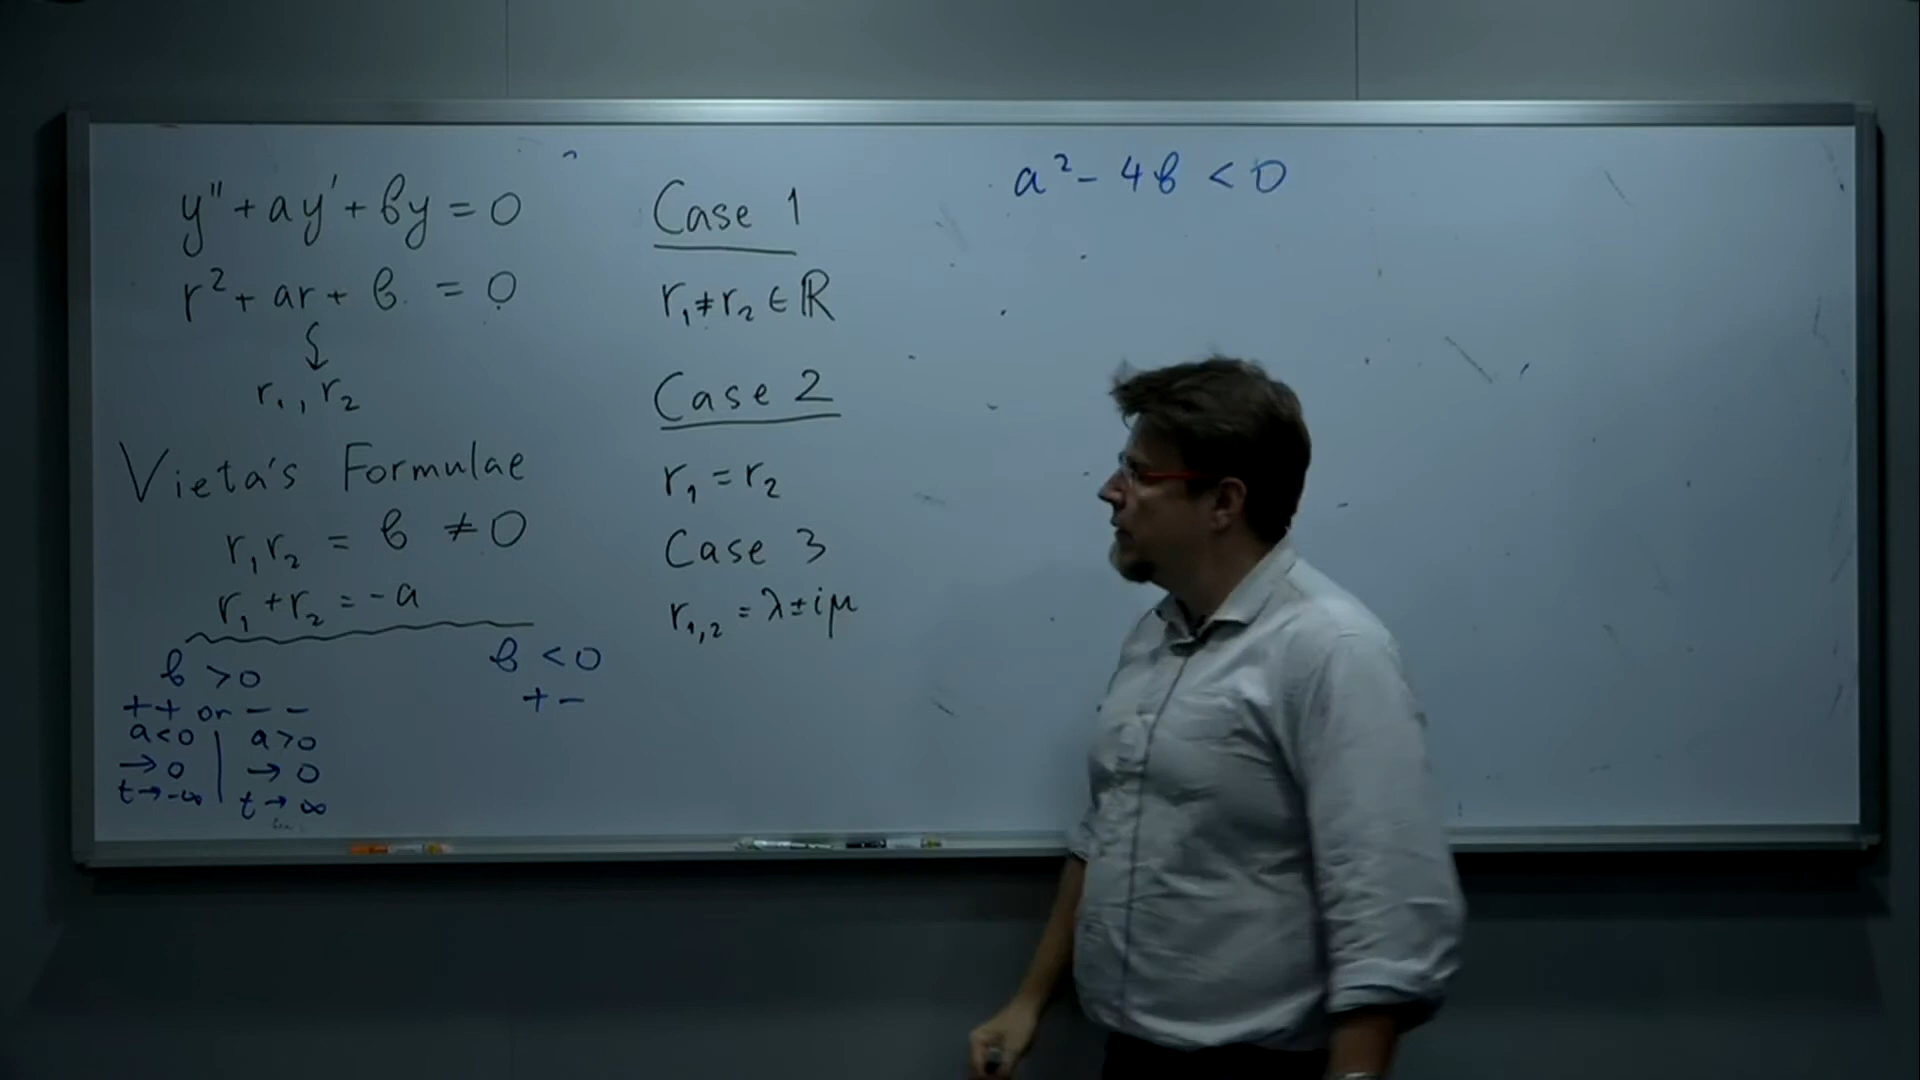 y'' + ay' + by = 0
r² + ar + b = 0
r₁, r₂
Vieta's Formulae
r₁r₂ = b ≠ 0
r₁ + r₂ = -a
b > 0
+ + or - -
a<0 | a>0
→ 0 | → 0
t → -∞ | t → ∞
b < 0
+ -
Case 1
r₁ ≠ r₂ ∈ ℝ
Case 2
r₁ = r₂
Case 3
r₁,₂ = λ ± iμ
a² - 4b < 0